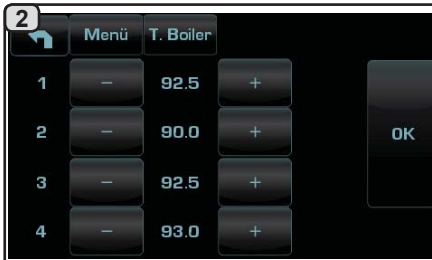 2
Menü T. Boiler
1 – 92.5 +
2 – 90.0 +
OK
3 – 92.5 +
4 – 93.0 +